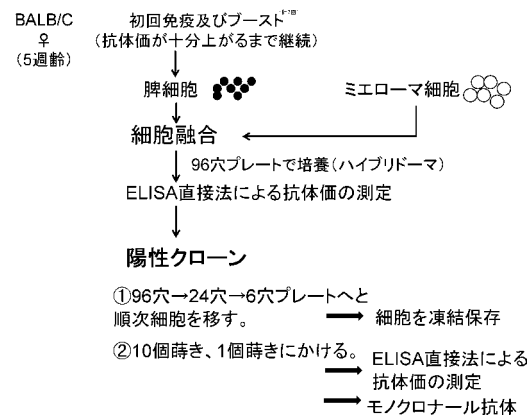 BALB/C
♀
(5週齢)
初回免疫及びブースト
(抗体価が十分上がるまで継続)
脾細胞
ミエローマ細胞
細胞融合
96穴プレートで培養(ハイブリドーマ)
ELISA直接法による抗体価の測定
陽性クローン
①96穴→24穴→6穴プレートへと
順次細胞を移す。
細胞を凍結保存
②10個蒔き、1個蒔きにかける。
ELISA直接法による
抗体価の測定
モノクロナール抗体